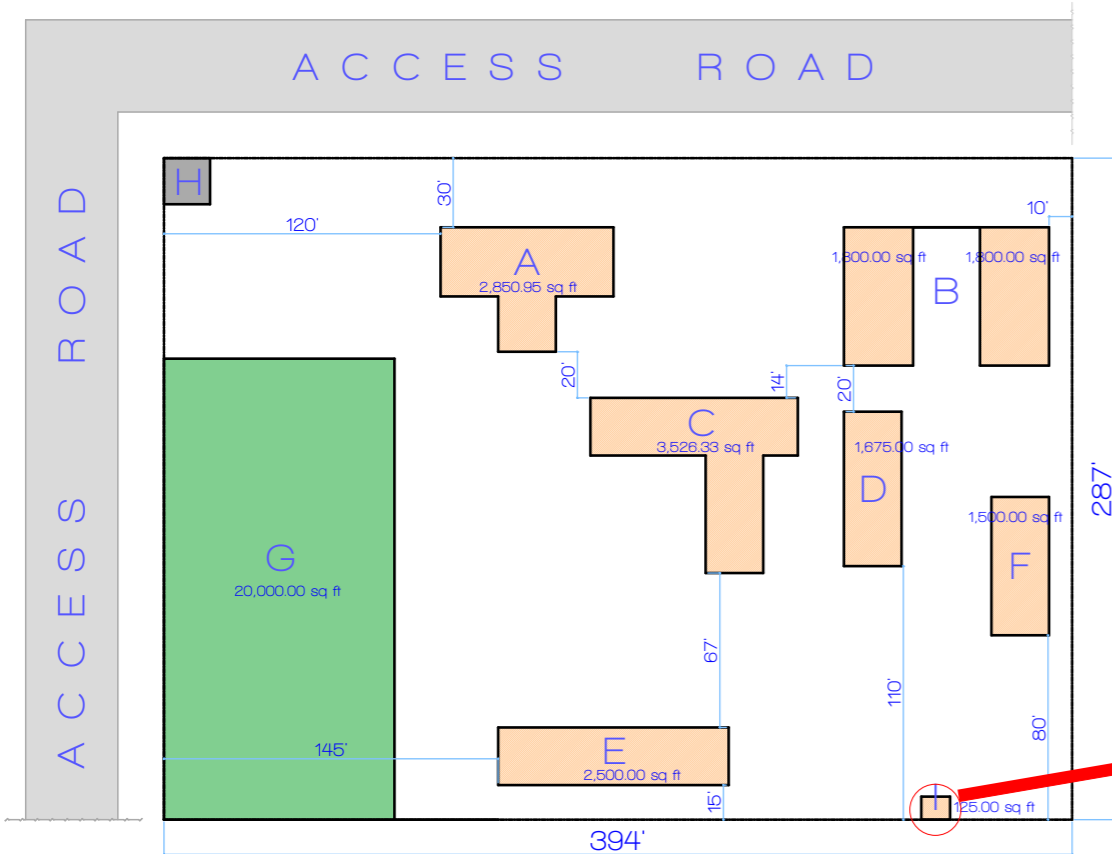 ACCESS ROAD
ACCESS ROAD
H
30'
10'
120'
A
2,850.95 sq ft
1,800.00 sq ft
1,800.00 sq ft
B
20'
14'
20'
C
3,526.33 sq ft
1,675.00 sq ft
D
287'
1,500.00 sq ft
F
G
20,000.00 sq ft
67'
110'
80'
145'
E
2,500.00 sq ft
15'
I
125.00 sq ft
394'